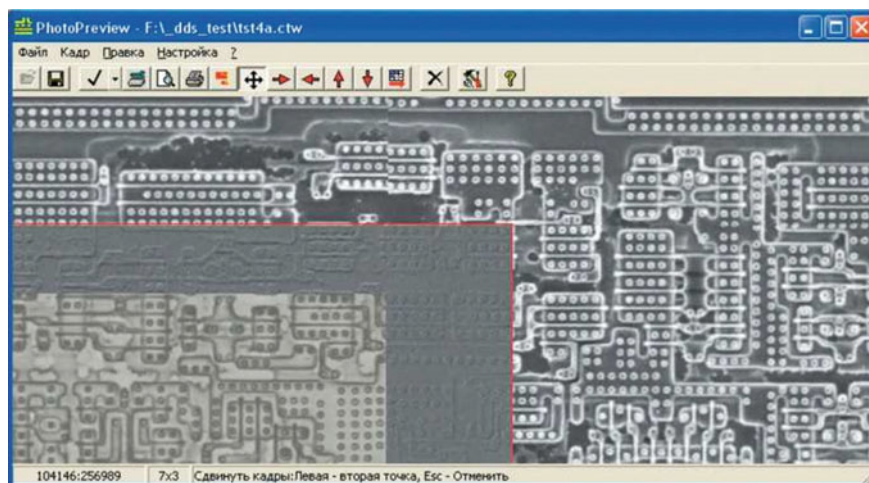 PhotoPreview - F:\_dds_test\tst4a.ctw
Файл Кадр Правка Настройка ?
104146:256989 7x3 Сдвинуть кадры:Левая - вторая точка, Esc - Отменить